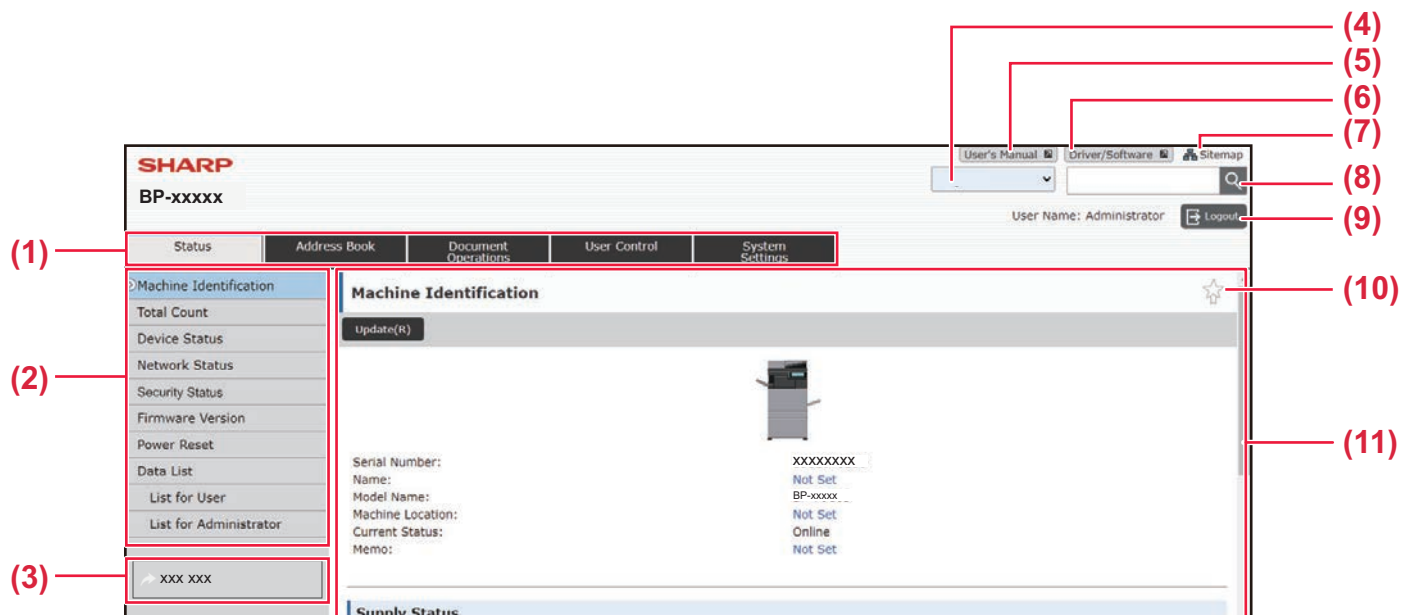 (4)
(5)
(6)
(7)
User's Manual Driver/Software Sitemap
SHARP
(8)
BP-xxxxx
User Name: Administrator Logout
(9)
(1)
Status Address Book Document Operations User Control System Settings
Machine Identification
Machine Identification
(10)
Total Count
Update(R)
Device Status
(2)
Network Status
Security Status
Firmware Version
Power Reset
(11)
Data List
Serial Number: XXXXXXXX
Name: Not Set
List for User
Model Name: BP-xxxxx
Machine Location: Not Set
List for Administrator
Current Status: Online
Memo: Not Set
(3)
xxx xxx
Supply Status